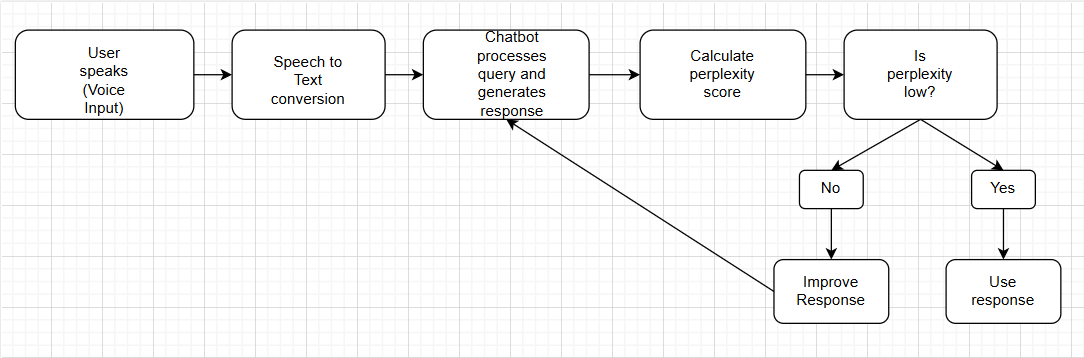 User
speaks
(Voice
Input)
Speech to
Text
conversion
Chatbot
processes
query and
generates
response
Calculate
perplexity
score
Is
perplexity
low?
No
Yes
Improve
Response
Use
response